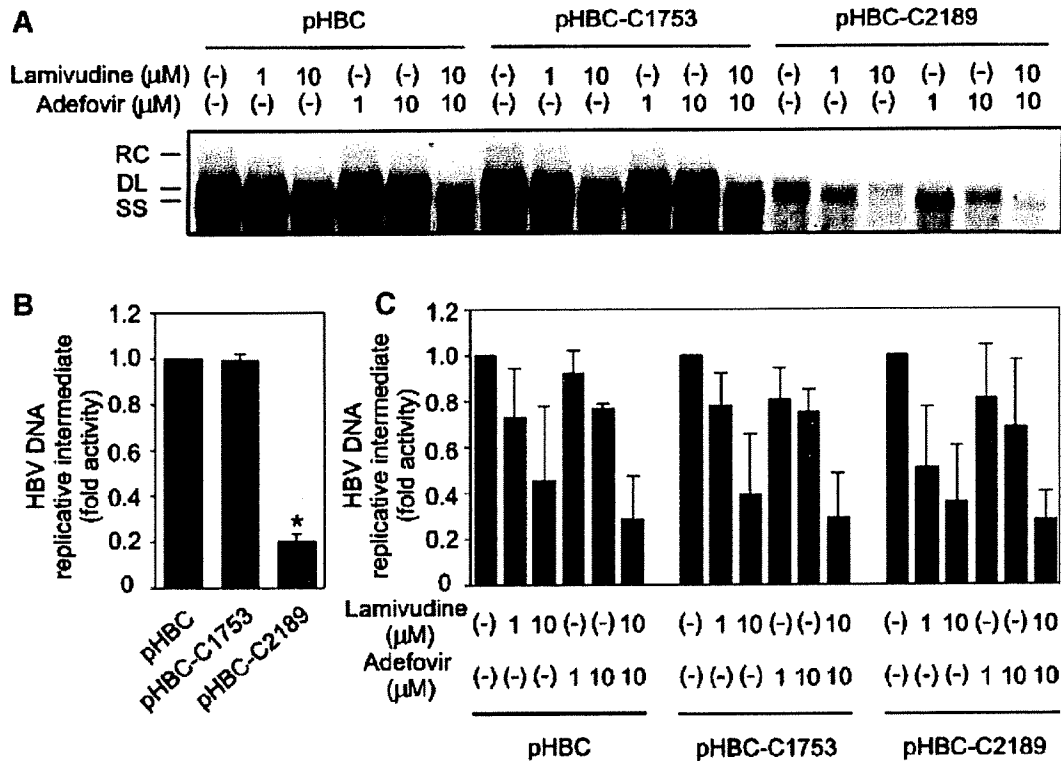 A
pHBC pHBC-C1753 pHBC-C2189
Lamivudine (μM) (-) 1 10 (-) (-) 10 (-) 1 10 (-) (-) 10 (-) 1 10 (-) (-) 10
Adefovir (μM) (-) (-) (-) 1 10 10 (-) (-) (-) 1 10 10 (-) (-) (-) 1 10 10
RC
DL
SS
B
HBV DNA
replicative intermediate
(fold activity)
1.2
1.0
0.8
0.6
0.4
0.2
0
*
pHBC
pHBC-C1753
pHBC-C2189
C
HBV DNA
replicative intermediate
(fold activity)
1.2
1.0
0.8
0.6
0.4
0.2
0
Lamivudine
(μM)
(-) 1 10 (-) (-) 10 (-) 1 10 (-) (-) 10 (-) 1 10 (-) (-) 10
Adefovir
(μM)
(-) (-) (-) 1 10 10 (-) (-) (-) 1 10 10 (-) (-) (-) 1 10 10
pHBC pHBC-C1753 pHBC-C2189